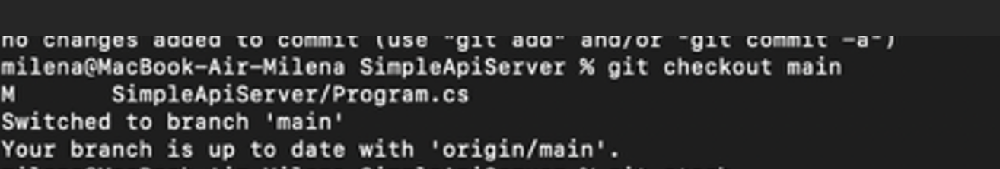 no changes added to commit (use "git add" and/or "git commit -a")
milena@MacBook-Air-Milena SimpleApiServer % git checkout main
M       SimpleApiServer/Program.cs
Switched to branch 'main'
Your branch is up to date with 'origin/main'.